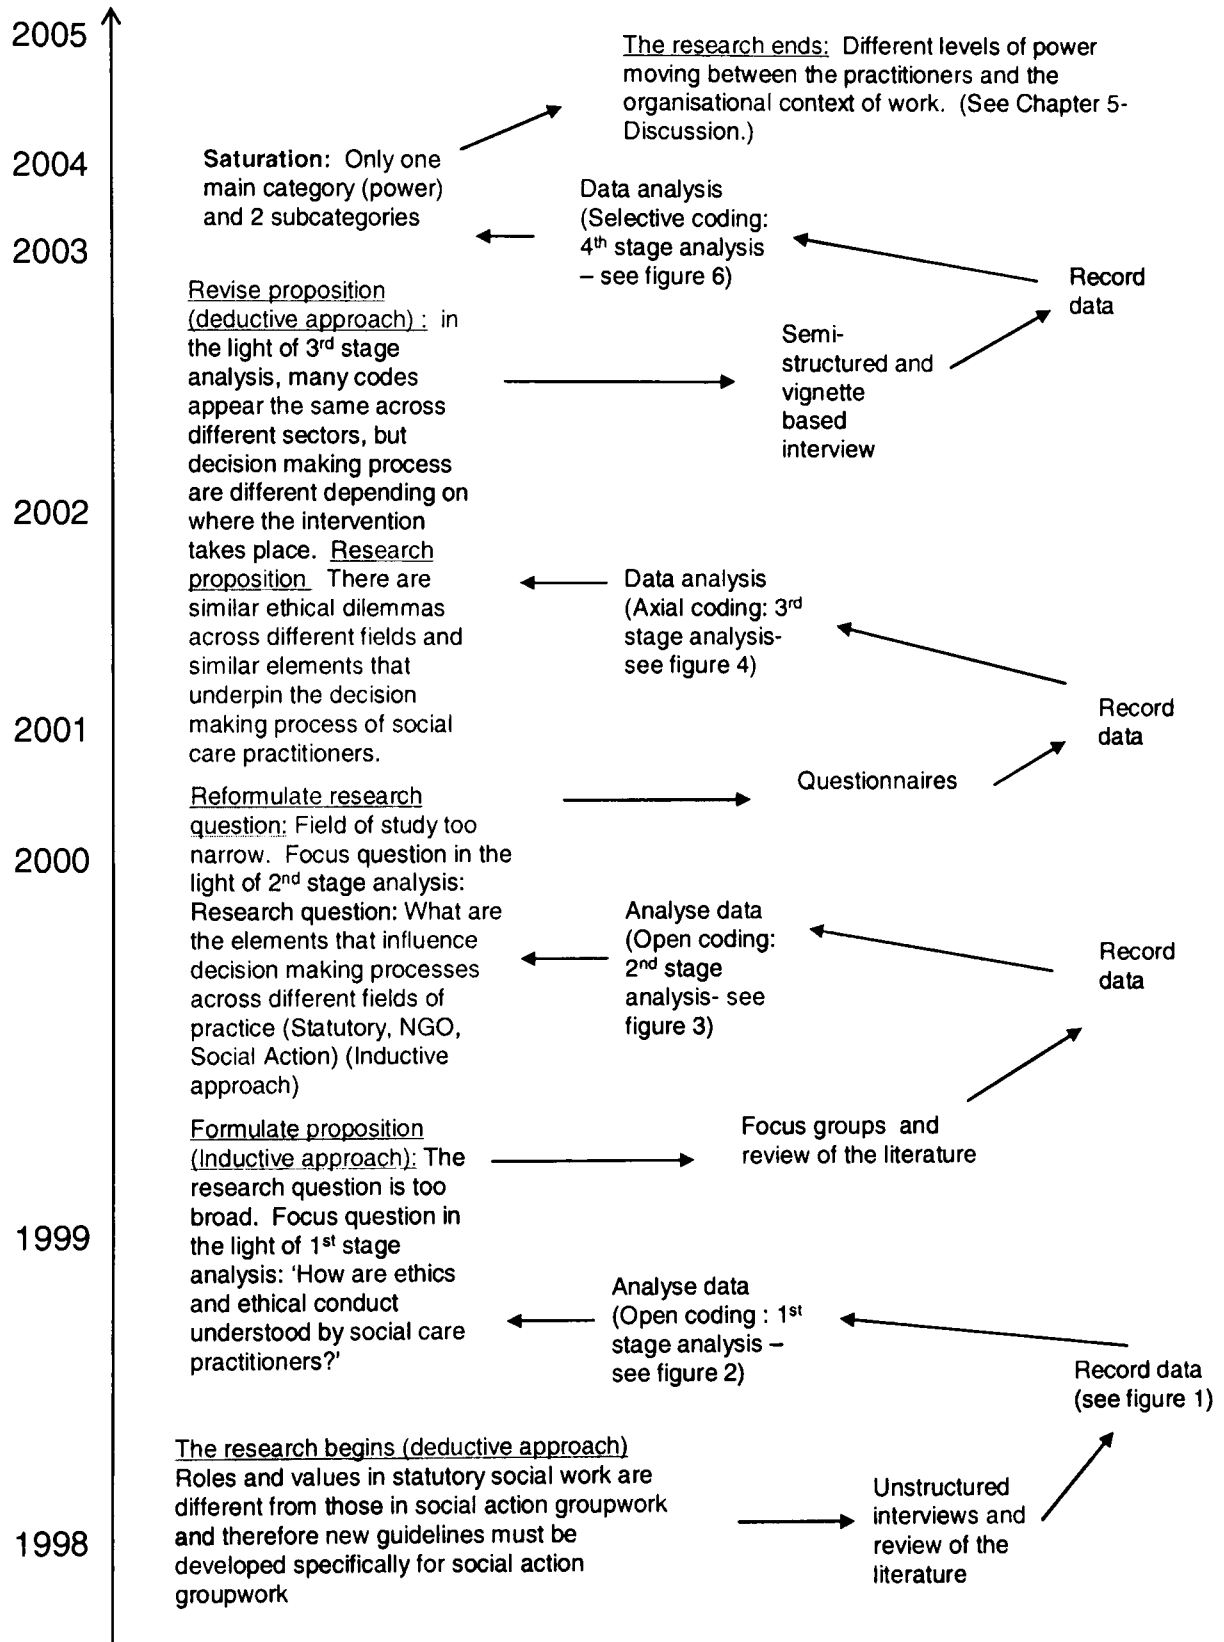 2005
The research ends: Different levels of power
moving between the practitioners and the
organisational context of work. (See Chapter 5-
Discussion.)
2004
Saturation: Only one
main category (power)
and 2 subcategories
Data analysis
(Selective coding:
4th stage analysis
– see figure 6)
2003
Record
data
Revise proposition
(deductive approach) : in
the light of 3rd stage
analysis, many codes
appear the same across
different sectors, but
decision making process
are different depending on
where the intervention
takes place. Research
proposition There are
similar ethical dilemmas
across different fields and
similar elements that
underpin the decision
making process of social
care practitioners.
Semi-
structured and
vignette
based
interview
2002
Data analysis
(Axial coding: 3rd
stage analysis-
see figure 4)
2001
Record
data
Questionnaires
Reformulate research
question: Field of study too
narrow. Focus question in the
light of 2nd stage analysis:
Research question: What are
the elements that influence
decision making processes
across different fields of
practice (Statutory, NGO,
Social Action) (Inductive
approach)
2000
Analyse data
(Open coding:
2nd stage
analysis- see
figure 3)
Record
data
Formulate proposition
(Inductive approach): The
research question is too
broad. Focus question in
the light of 1st stage
analysis: ‘How are ethics
and ethical conduct
understood by social care
practitioners?’
Focus groups and
review of the literature
1999
Analyse data
(Open coding : 1st
stage analysis –
see figure 2)
Record data
(see figure 1)
The research begins (deductive approach)
Roles and values in statutory social work are
different from those in social action groupwork
and therefore new guidelines must be
developed specifically for social action
groupwork
Unstructured
interviews and
review of the
literature
1998